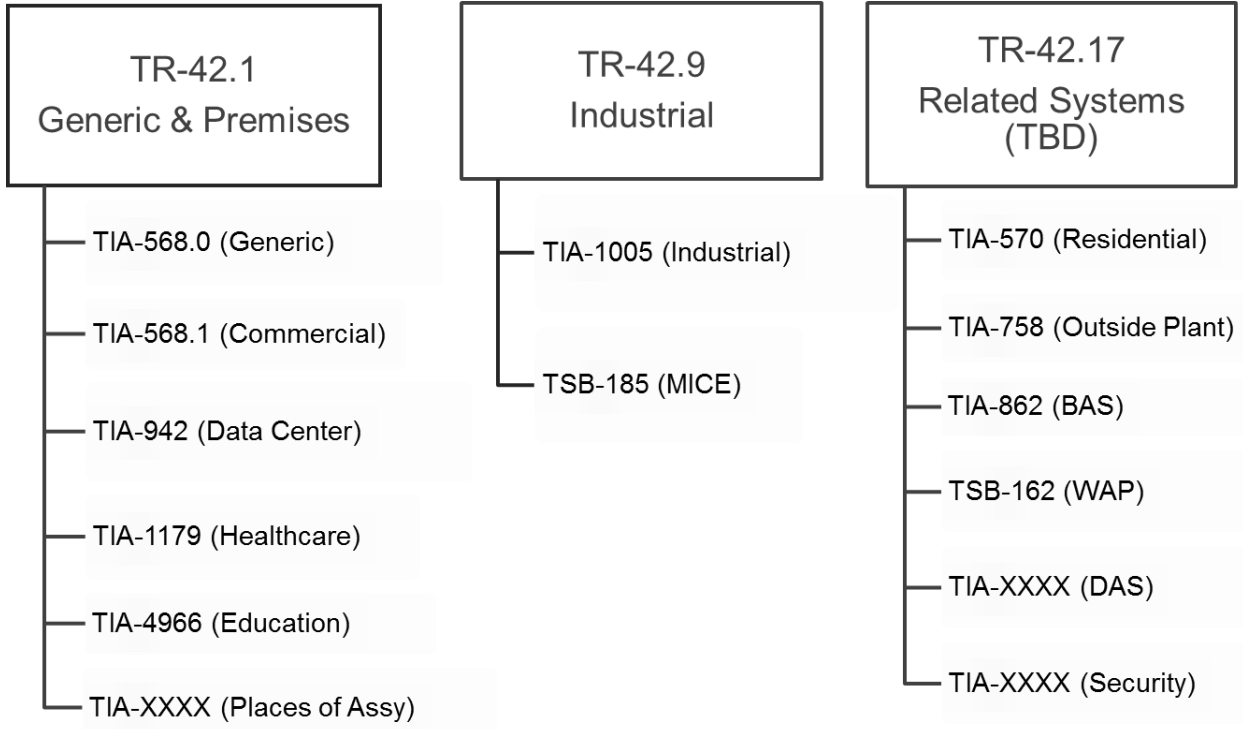 TR-42.1
Generic & Premises
TIA-568.0 (Generic)
TIA-568.1 (Commercial)
TIA-942 (Data Center)
TIA-1179 (Healthcare)
TIA-4966 (Education)
TIA-XXXX (Places of Assy)
TR-42.9
Industrial
TIA-1005 (Industrial)
TSB-185 (MICE)
TR-42.17
Related Systems
(TBD)
TIA-570 (Residential)
TIA-758 (Outside Plant)
TIA-862 (BAS)
TSB-162 (WAP)
TIA-XXXX (DAS)
TIA-XXXX (Security)